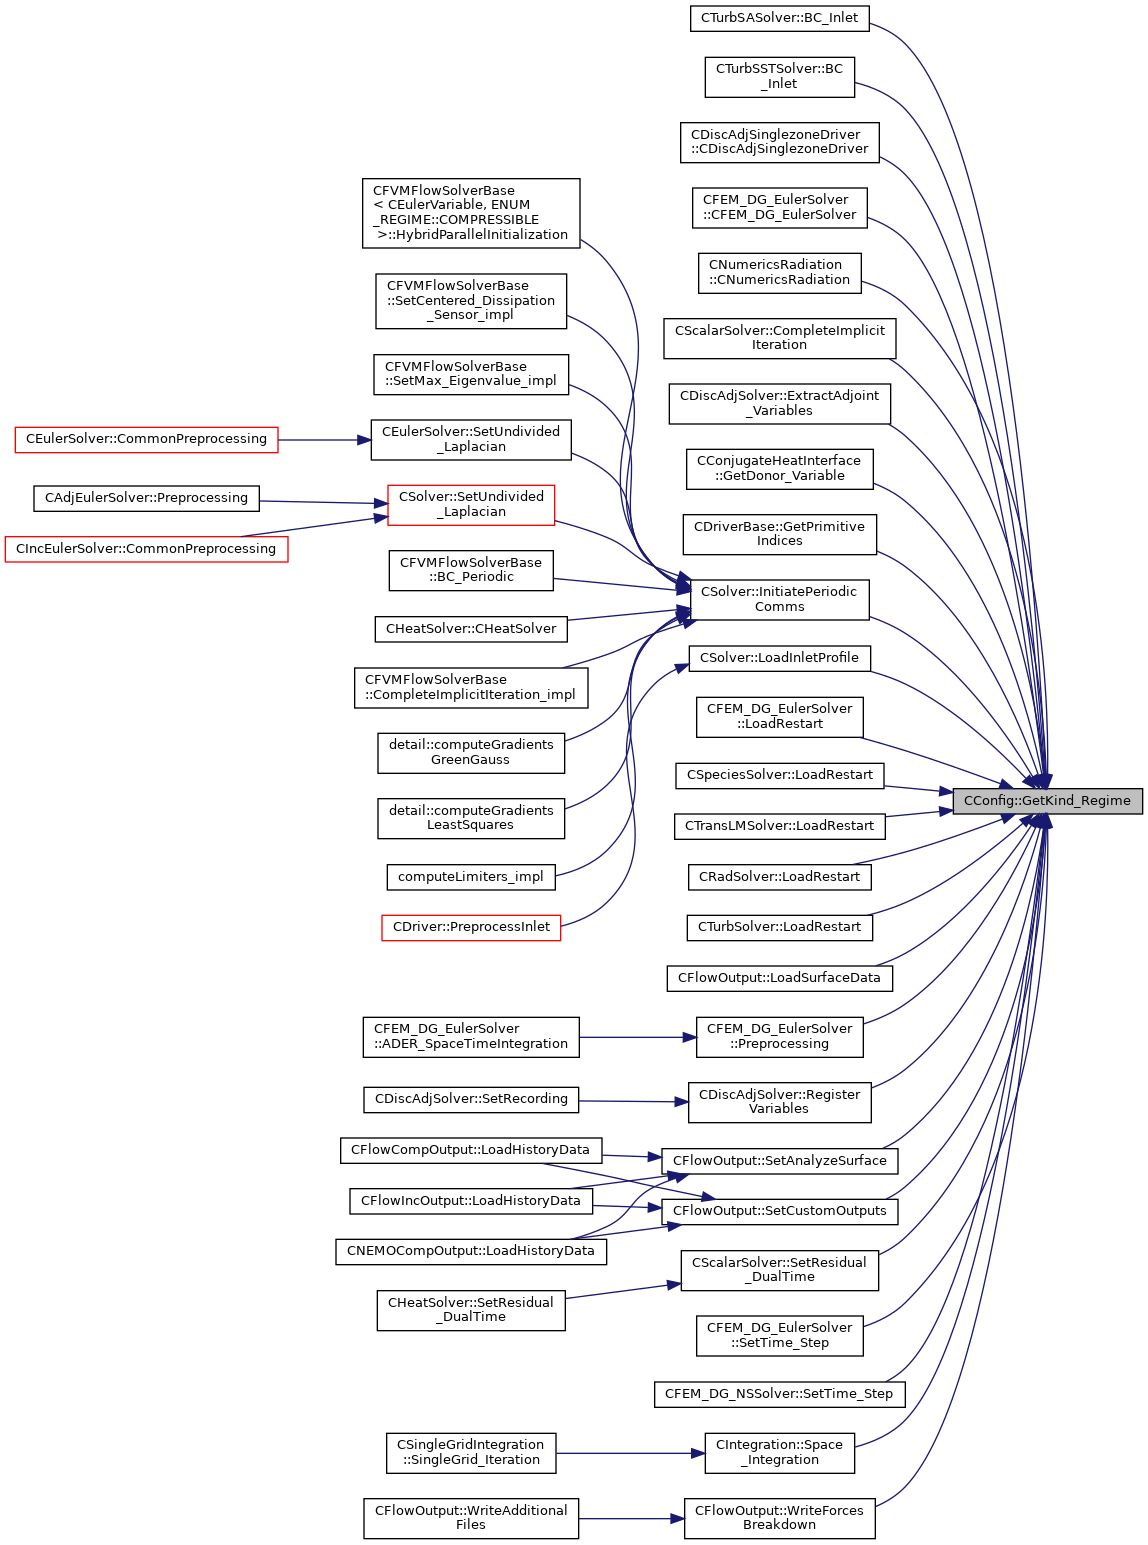 CTurbSASolver::BC_Inlet
CTurbSSTSolver::BC
_Inlet
CDiscAdjSinglezoneDriver
::CDiscAdjSinglezoneDriver
CFVMFlowSolverBase
< CEulerVariable, ENUM
_REGIME::COMPRESSIBLE
>::HybridParallelInitialization
CFEM_DG_EulerSolver
::CFEM_DG_EulerSolver
CNumericsRadiation
::CNumericsRadiation
CFVMFlowSolverBase
::SetCentered_Dissipation
_Sensor_impl
CScalarSolver::CompleteImplicit
Iteration
CFVMFlowSolverBase
::SetMax_Eigenvalue_impl
CDiscAdjSolver::ExtractAdjoint
_Variables
CEulerSolver::CommonPreprocessing
CEulerSolver::SetUndivided
_Laplacian
CConjugateHeatInterface
::GetDonor_Variable
CAdjEulerSolver::Preprocessing
CSolver::SetUndivided
_Laplacian
CDriverBase::GetPrimitive
Indices
CIncEulerSolver::CommonPreprocessing
CFVMFlowSolverBase
::BC_Periodic
CSolver::InitiatePeriodic
Comms
CHeatSolver::CHeatSolver
CSolver::LoadInletProfile
CFVMFlowSolverBase
::CompleteImplicitIteration_impl
CFEM_DG_EulerSolver
::LoadRestart
detail::computeGradients
GreenGauss
CSpeciesSolver::LoadRestart
CConfig::GetKind_Regime
detail::computeGradients
LeastSquares
CTransLMSolver::LoadRestart
computeLimiters_impl
CRadSolver::LoadRestart
CDriver::PreprocessInlet
CTurbSolver::LoadRestart
CFlowOutput::LoadSurfaceData
CFEM_DG_EulerSolver
::ADER_SpaceTimeIntegration
CFEM_DG_EulerSolver
::Preprocessing
CDiscAdjSolver::SetRecording
CDiscAdjSolver::Register
Variables
CFlowCompOutput::LoadHistoryData
CFlowOutput::SetAnalyzeSurface
CFlowIncOutput::LoadHistoryData
CFlowOutput::SetCustomOutputs
CNEMOCompOutput::LoadHistoryData
CScalarSolver::SetResidual
_DualTime
CHeatSolver::SetResidual
_DualTime
CFEM_DG_EulerSolver
::SetTime_Step
CFEM_DG_NSSolver::SetTime_Step
CSingleGridIntegration
::SingleGrid_Iteration
CIntegration::Space
_Integration
CFlowOutput::WriteAdditional
Files
CFlowOutput::WriteForces
Breakdown